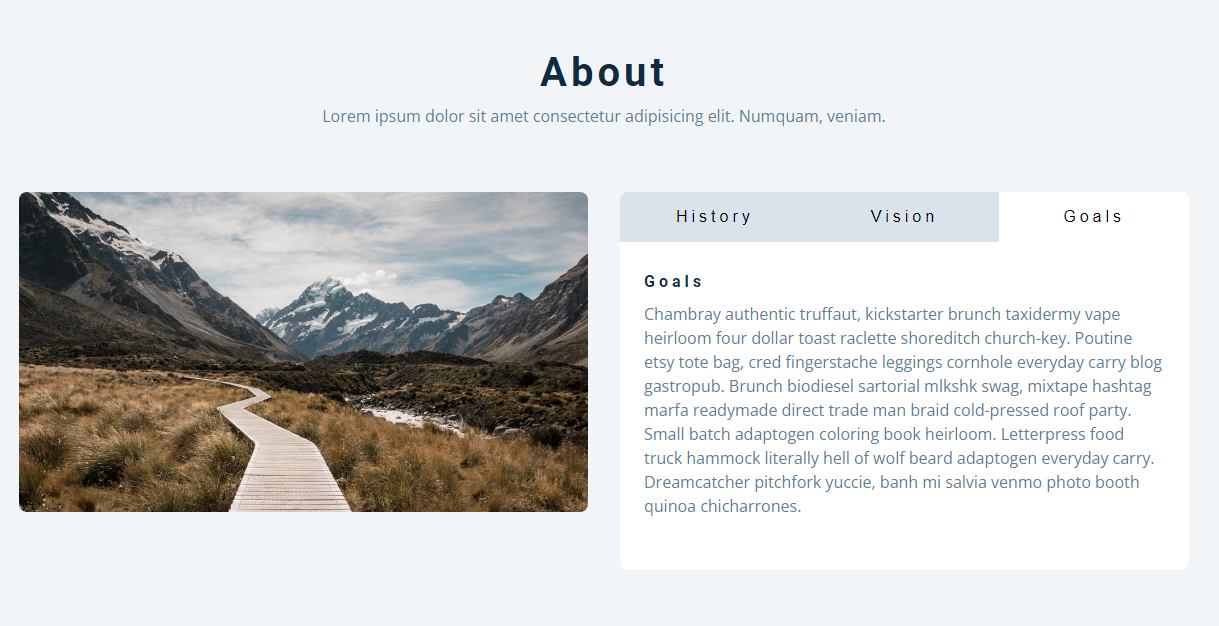 About
Lorem ipsum dolor sit amet consectetur adipisicing elit. Numquam, veniam.
History
Vision
Goals
Goals
Chambray authentic truffaut, kickstarter brunch taxidermy vape
heirloom four dollar toast raclette shoreditch church-key. Poutine
etsy tote bag, cred fingerstache leggings cornhole everyday carry blog
gastropub. Brunch biodiesel sartorial mlkshk swag, mixtape hashtag
marfa readymade direct trade man braid cold-pressed roof party.
Small batch adaptogen coloring book heirloom. Letterpress food
truck hammock literally hell of wolf beard adaptogen everyday carry.
Dreamcatcher pitchfork yuccie, banh mi salvia venmo photo booth
quinoa chicharrones.